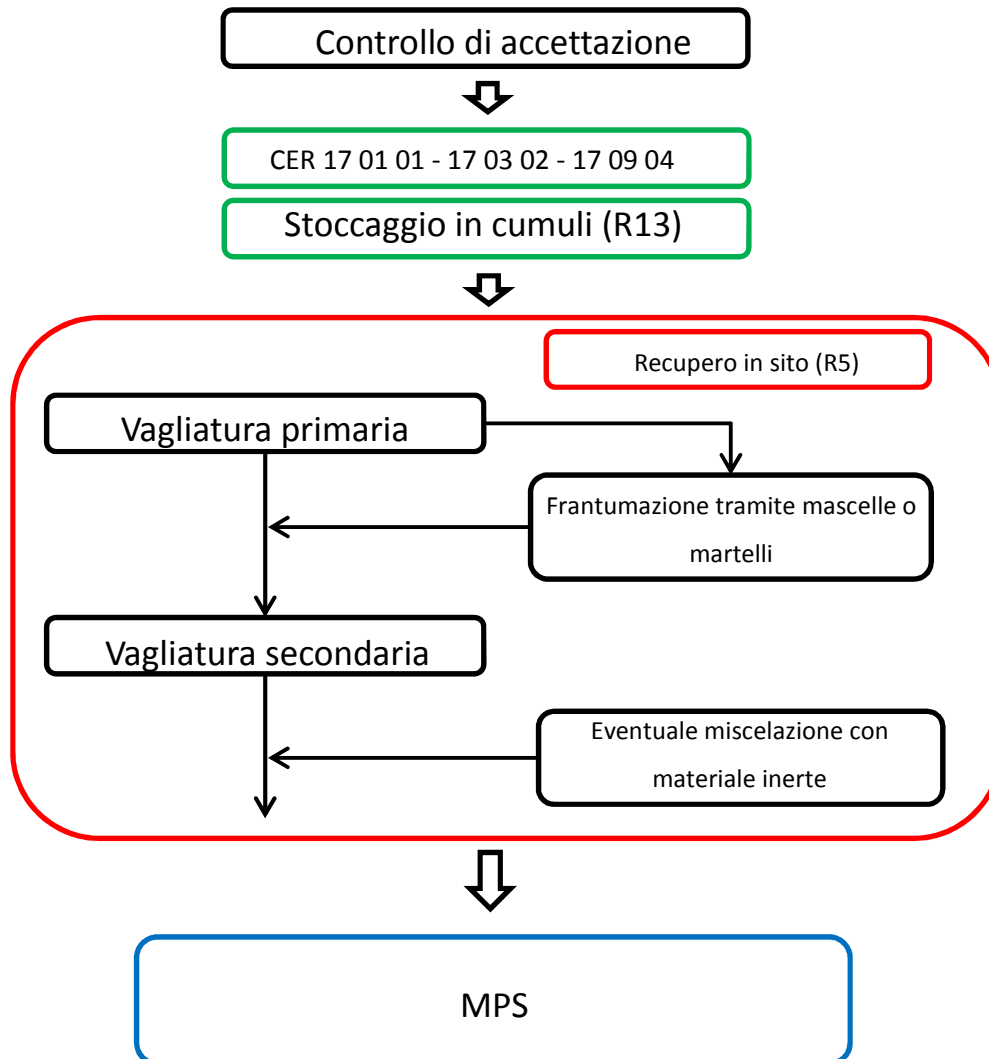 Controllo di accettazione
CER 17 01 01 - 17 03 02 - 17 09 04
Stoccaggio in cumuli (R13)
Recupero in sito (R5)
Vagliatura primaria
Frantumazione tramite mascelle o
martelli
Vagliatura secondaria
Eventuale miscelazione con
materiale inerte
MPS